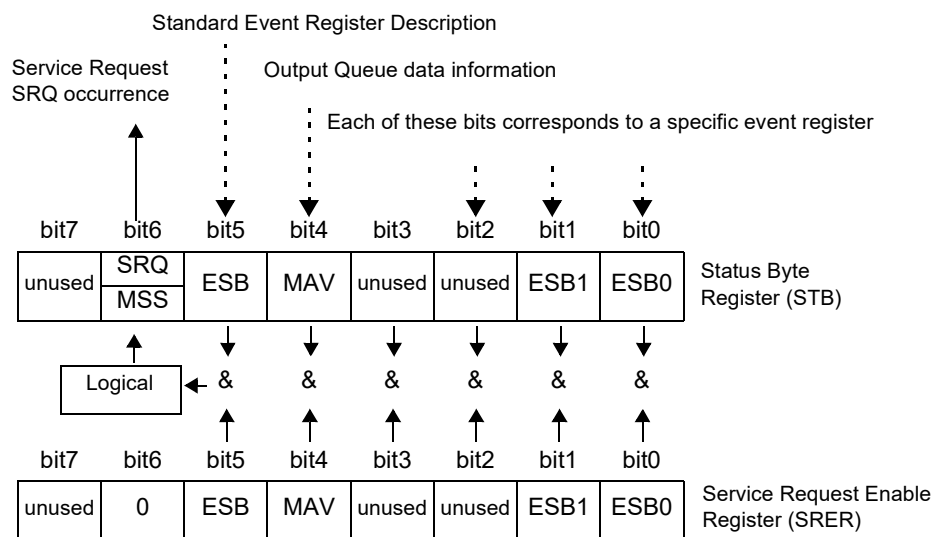 Standard Event Register Description
Service Request
SRQ occurrence
Output Queue data information
Each of these bits corresponds to a specific event register
bit7 bit6 bit5 bit4 bit3 bit2 bit1 bit0
unused SRQ MSS ESB MAV unused unused ESB1 ESB0
Status Byte
Register (STB)
Logical & & & & & &
bit7 bit6 bit5 bit4 bit3 bit2 bit1 bit0
unused 0 ESB MAV unused unused ESB1 ESB0
Service Request Enable
Register (SRER)